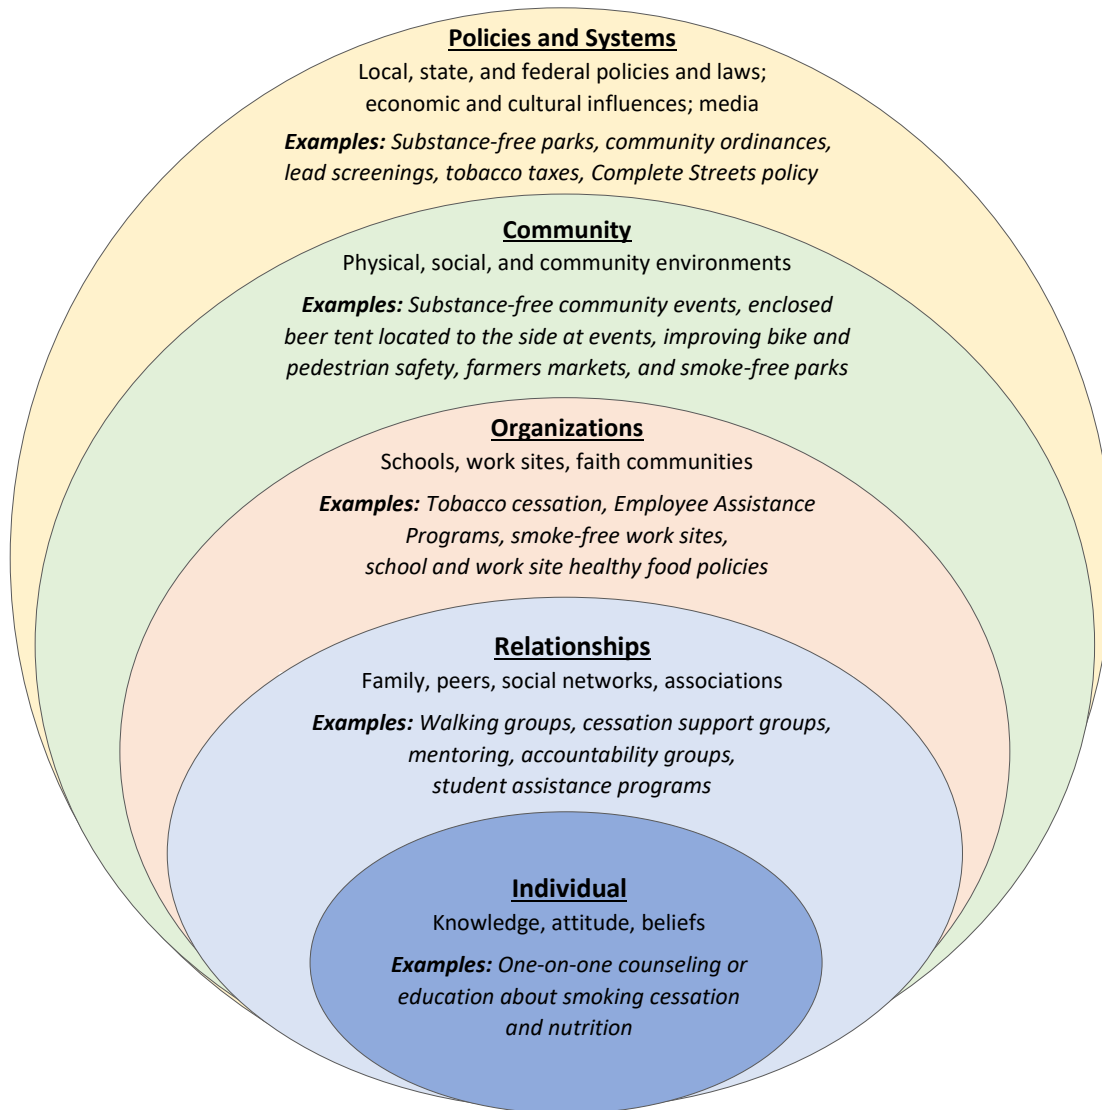 Policies and Systems
Local, state, and federal policies and laws;
economic and cultural influences; media
Examples: Substance-free parks, community ordinances,
lead screenings, tobacco taxes, Complete Streets policy
Community
Physical, social, and community environments
Examples: Substance-free community events, enclosed
beer tent located to the side at events, improving bike and
pedestrian safety, farmers markets, and smoke-free parks
Organizations
Schools, work sites, faith communities
Examples: Tobacco cessation, Employee Assistance
Programs, smoke-free work sites,
school and work site healthy food policies
Relationships
Family, peers, social networks, associations
Examples: Walking groups, cessation support groups,
mentoring, accountability groups,
student assistance programs
Individual
Knowledge, attitude, beliefs
Examples: One-on-one counseling or
education about smoking cessation
and nutrition